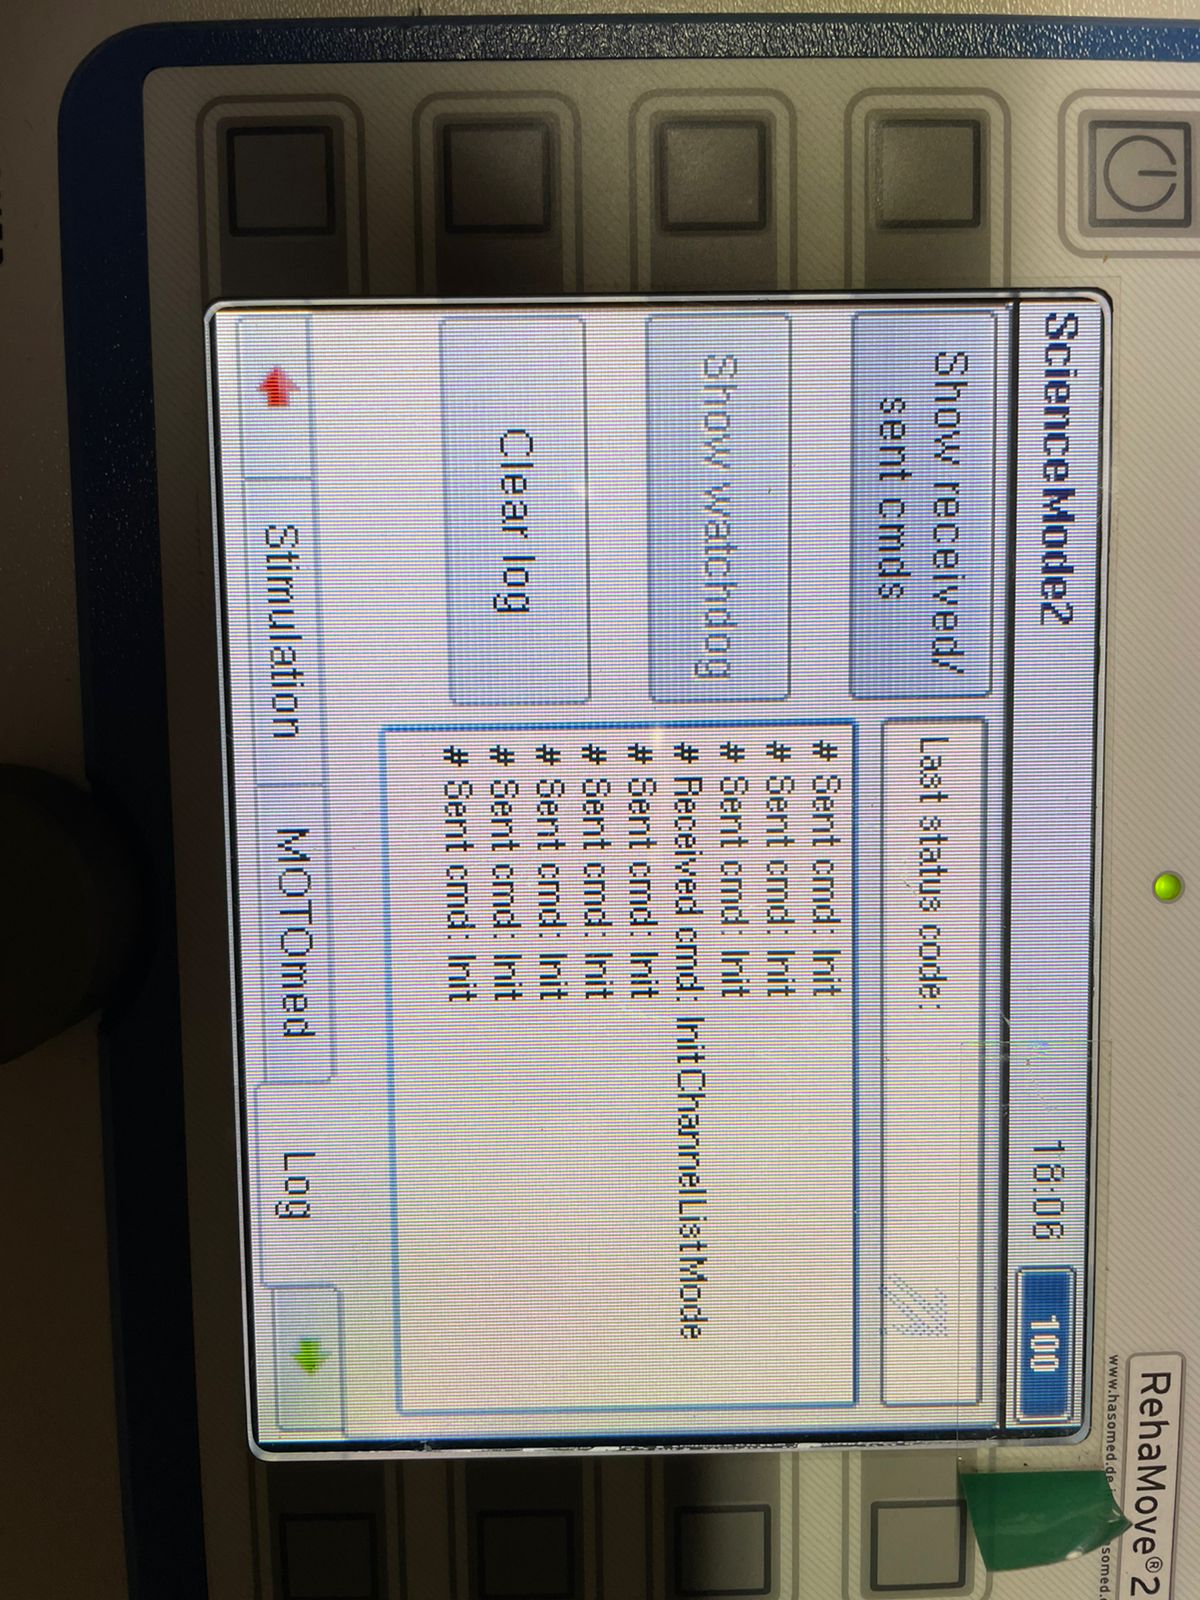 RehaMove®2
www.hasomed.de
somed.
ScienceMode2 18:06 100
Show received/
sent cmds
Show watchdog
Clear log
Last status code:
# Sent cmd: Init
# Sent cmd: Init
# Sent cmd: Init
# Received cmd: InitChannelListMode
# Sent cmd: Init
# Sent cmd: Init
# Sent cmd: Init
# Sent cmd: Init
# Sent cmd: Init
Stimulation MOTOmed Log